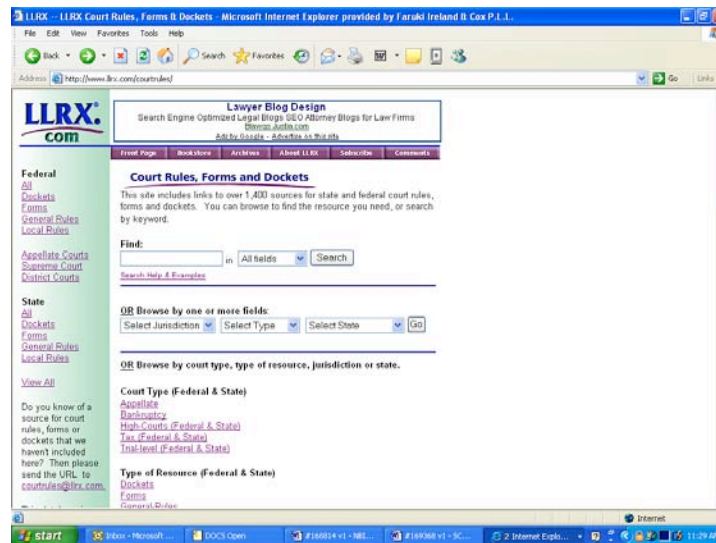 LLRX -- LLRX Court Rules, Forms & Dockets - Microsoft Internet Explorer provided by Faruki Ireland & Cox P.L.L.
File Edit View Favorites Tools Help
Back Search Favorites
Address http://www.llrx.com/courtrules/ Go Links
LLRX.
com
Lawyer Blog Design
Search Engine Optimized Legal Blogs SEO Attorney Blogs for Law Firms
Blawgs.Justia.com
Ads by Google - Advertise on this site
Front Page Bookstore Archives About LLRX Subscribe Comments
Federal
All
Dockets
Forms
General Rules
Local Rules
Appellate Courts
Supreme Court
District Courts
State
All
Dockets
Forms
General Rules
Local Rules
View All
Do you know of a
source for court
rules, forms or
dockets that we
haven't included
here? Then please
send the URL to
courtrules@llrx.com.
Court Rules, Forms and Dockets
This site includes links to over 1,400 sources for state and federal court rules,
forms and dockets. You can browse to find the resource you need, or search
by keyword.
Find:
in All fields Search
Search Help & Examples
OR Browse by one or more fields:
Select Jurisdiction Select Type Select State Go
OR Browse by court type, type of resource, jurisdiction or state.
Court Type (Federal & State)
Appellate
Bankruptcy
High-Courts (Federal & State)
Tax (Federal & State)
Trial-level (Federal & State)
Type of Resource (Federal & State)
Dockets
Forms
General Rules
Internet
start Inbox - Microsoft ... DOCS Open #160814 v1 - NBI... #169368 v1 - SC... 2 Internet Explo... 11:29 AM